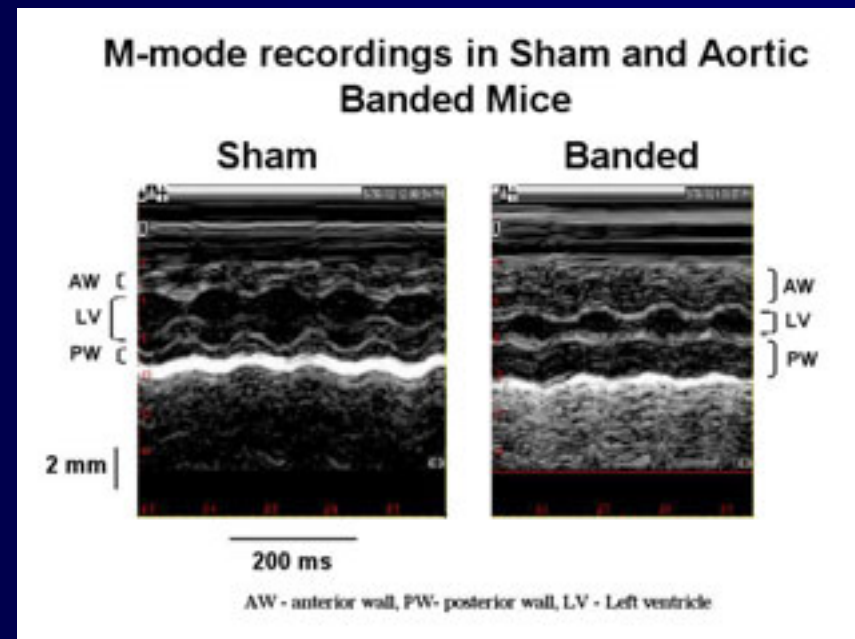 M-mode recordings in Sham and Aortic
Banded Mice
Sham
Banded
AW
LV
PW
AW
LV
PW
2 mm
200 ms
AW - anterior wall, PW- posterior wall, LV - Left ventricle